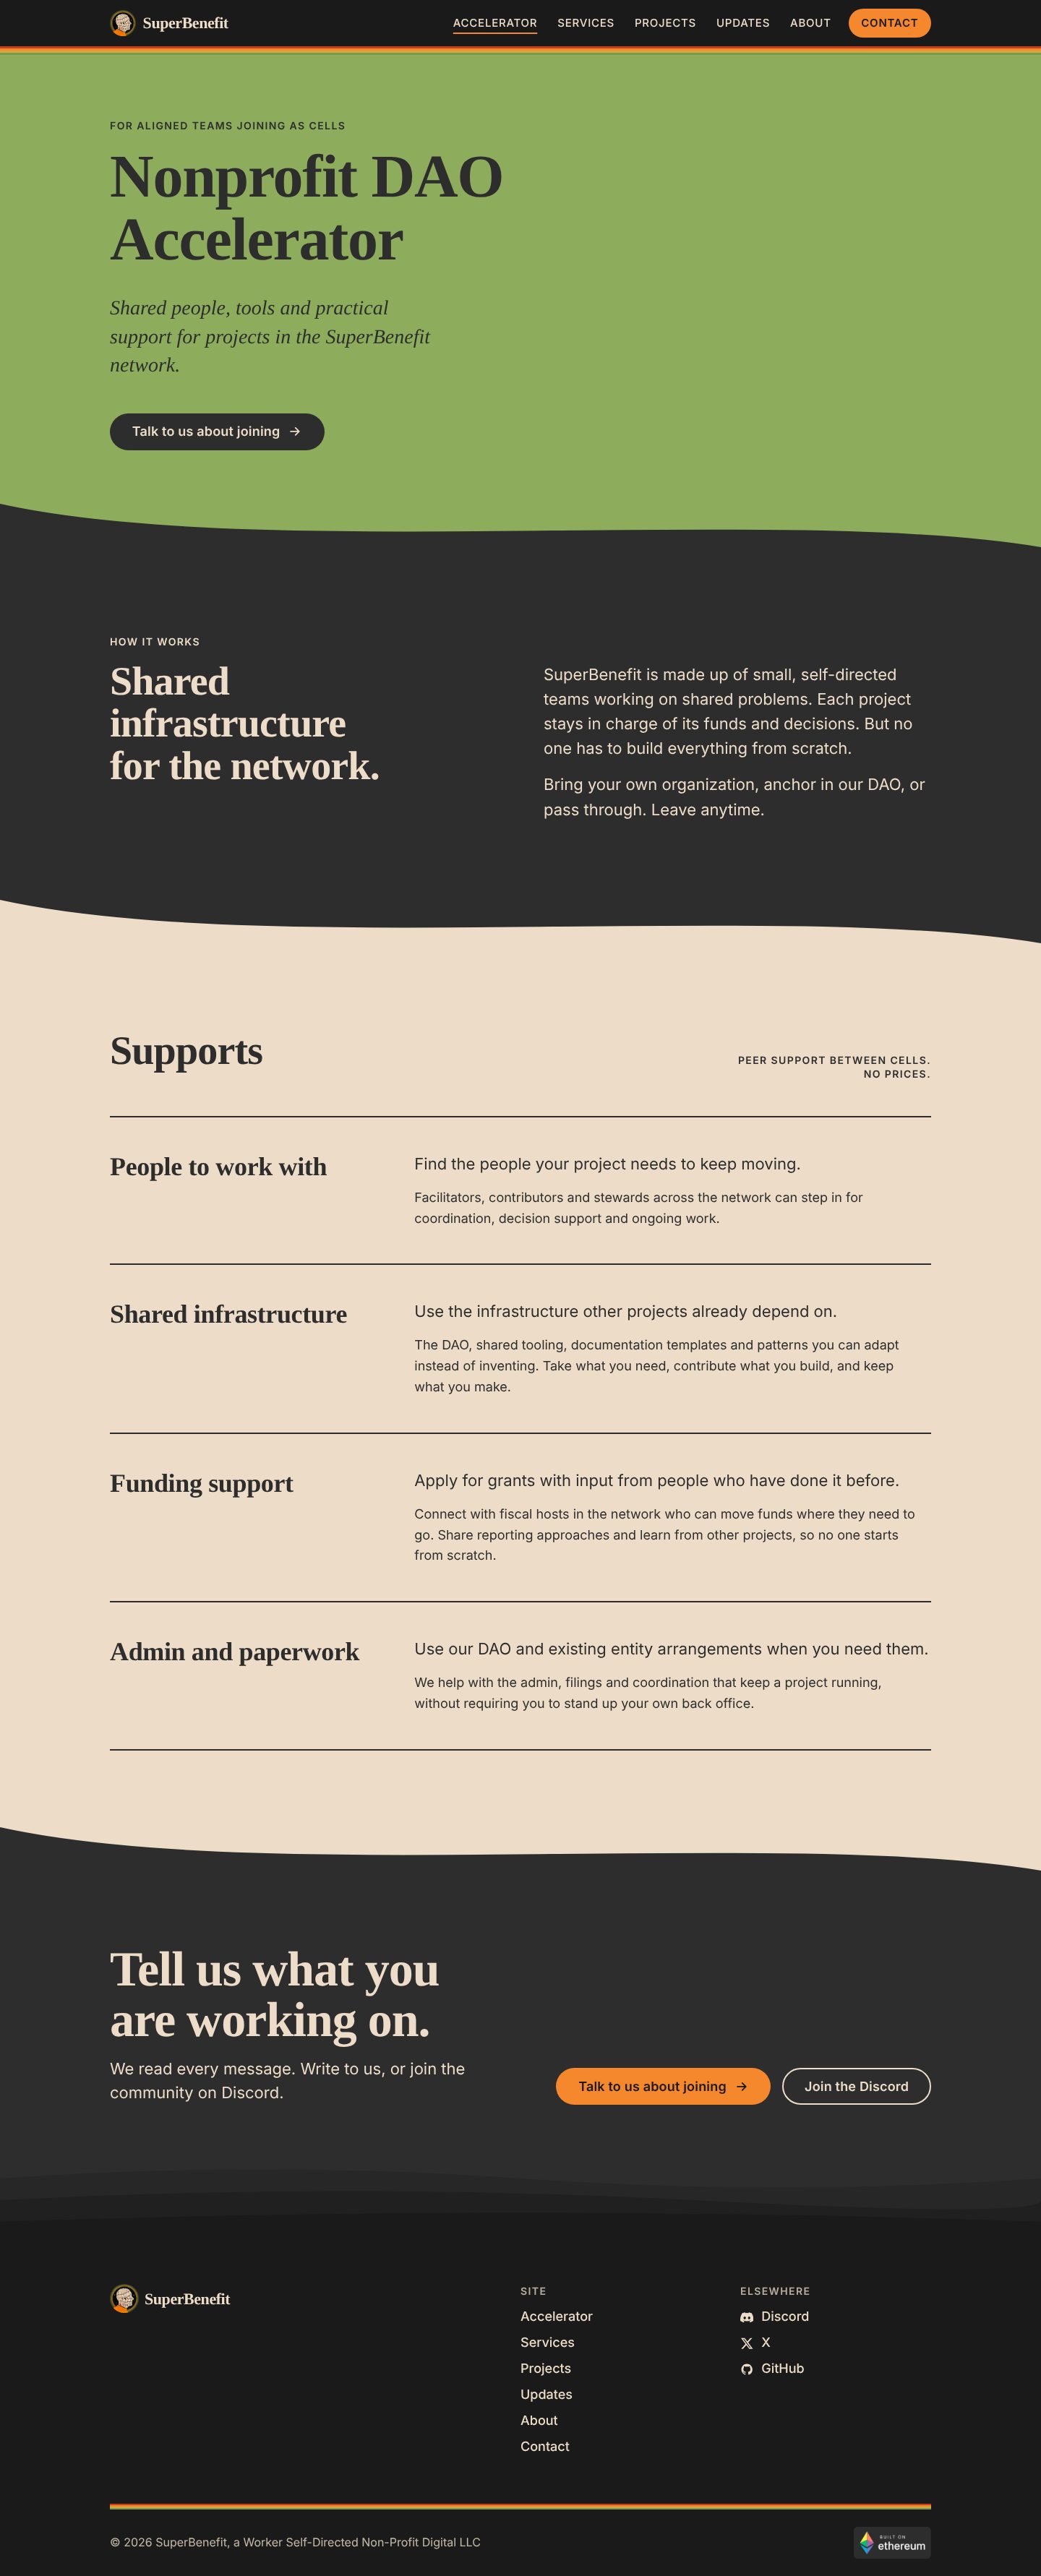 SuperBenefit
ACCELERATOR SERVICES PROJECTS UPDATES ABOUT CONTACT
FOR ALIGNED TEAMS JOINING AS CELLS
Nonprofit DAO
Accelerator
Shared people, tools and practical
support for projects in the SuperBenefit
network.
Talk to us about joining →
HOW IT WORKS
Shared
infrastructure
for the network.
SuperBenefit is made up of small, self-directed
teams working on shared problems. Each project
stays in charge of its funds and decisions. But no
one has to build everything from scratch.
Bring your own organization, anchor in our DAO, or
pass through. Leave anytime.
Supports
PEER SUPPORT BETWEEN CELLS.
NO PRICES.
People to work with
Find the people your project needs to keep moving.
Facilitators, contributors and stewards across the network can step in for
coordination, decision support and ongoing work.
Shared infrastructure
Use the infrastructure other projects already depend on.
The DAO, shared tooling, documentation templates and patterns you can adapt
instead of inventing. Take what you need, contribute what you build, and keep
what you make.
Funding support
Apply for grants with input from people who have done it before.
Connect with fiscal hosts in the network who can move funds where they need to
go. Share reporting approaches and learn from other projects, so no one starts
from scratch.
Admin and paperwork
Use our DAO and existing entity arrangements when you need them.
We help with the admin, filings and coordination that keep a project running,
without requiring you to stand up your own back office.
Tell us what you
are working on.
We read every message. Write to us, or join the
community on Discord.
Talk to us about joining →
Join the Discord
SuperBenefit
SITE
Accelerator
Services
Projects
Updates
About
Contact
ELSEWHERE
Discord
X
GitHub
© 2026 SuperBenefit, a Worker Self-Directed Non-Profit Digital LLC
BUILT ON
ethereum